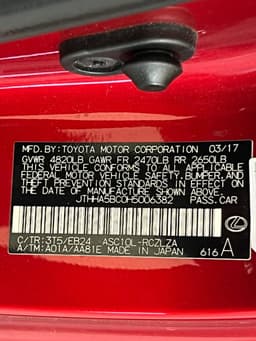 MFD.BY:TOYOTA MOTOR CORPORATION 03/17
GVWR 4820LB GAWR FR 2470LB RR 2650LB
THIS VEHICLE CONFORMS TO ALL APPLICABLE
FEDERAL MOTOR VEHICLE SAFETY, BUMPER, AND
THEFT PREVENTION STANDARDS IN EFFECT ON THE
DATE OF MANUFACTURE SHOWN ABOVE.
JTHHA5BC0H5006382 PASS.CAR
C/TR:3T5/EB24 ASC10L-RCZLZA
A/TM:A01A/AA81E MADE IN JAPAN 616 A